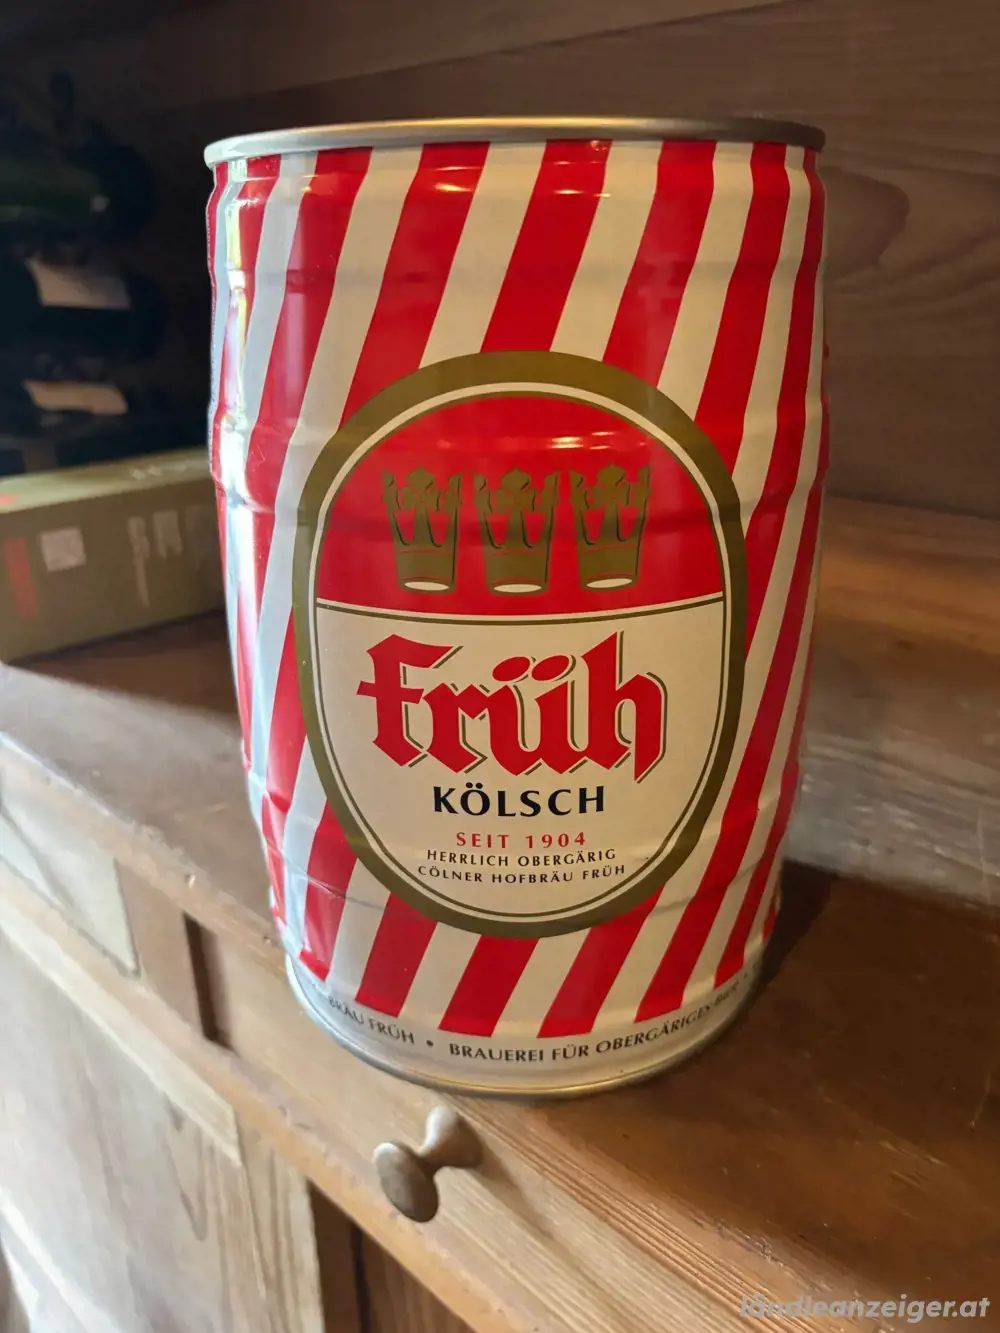 früh
KÖLSCH
SEIT 1904
HERRLICH OBERGÄRIG
CÖLNER HOFBRÄU FRÜH
BRÄU FRÜH • BRAUEREI FÜR OBERGÄRIGES BIER
ländleanzeiger.at